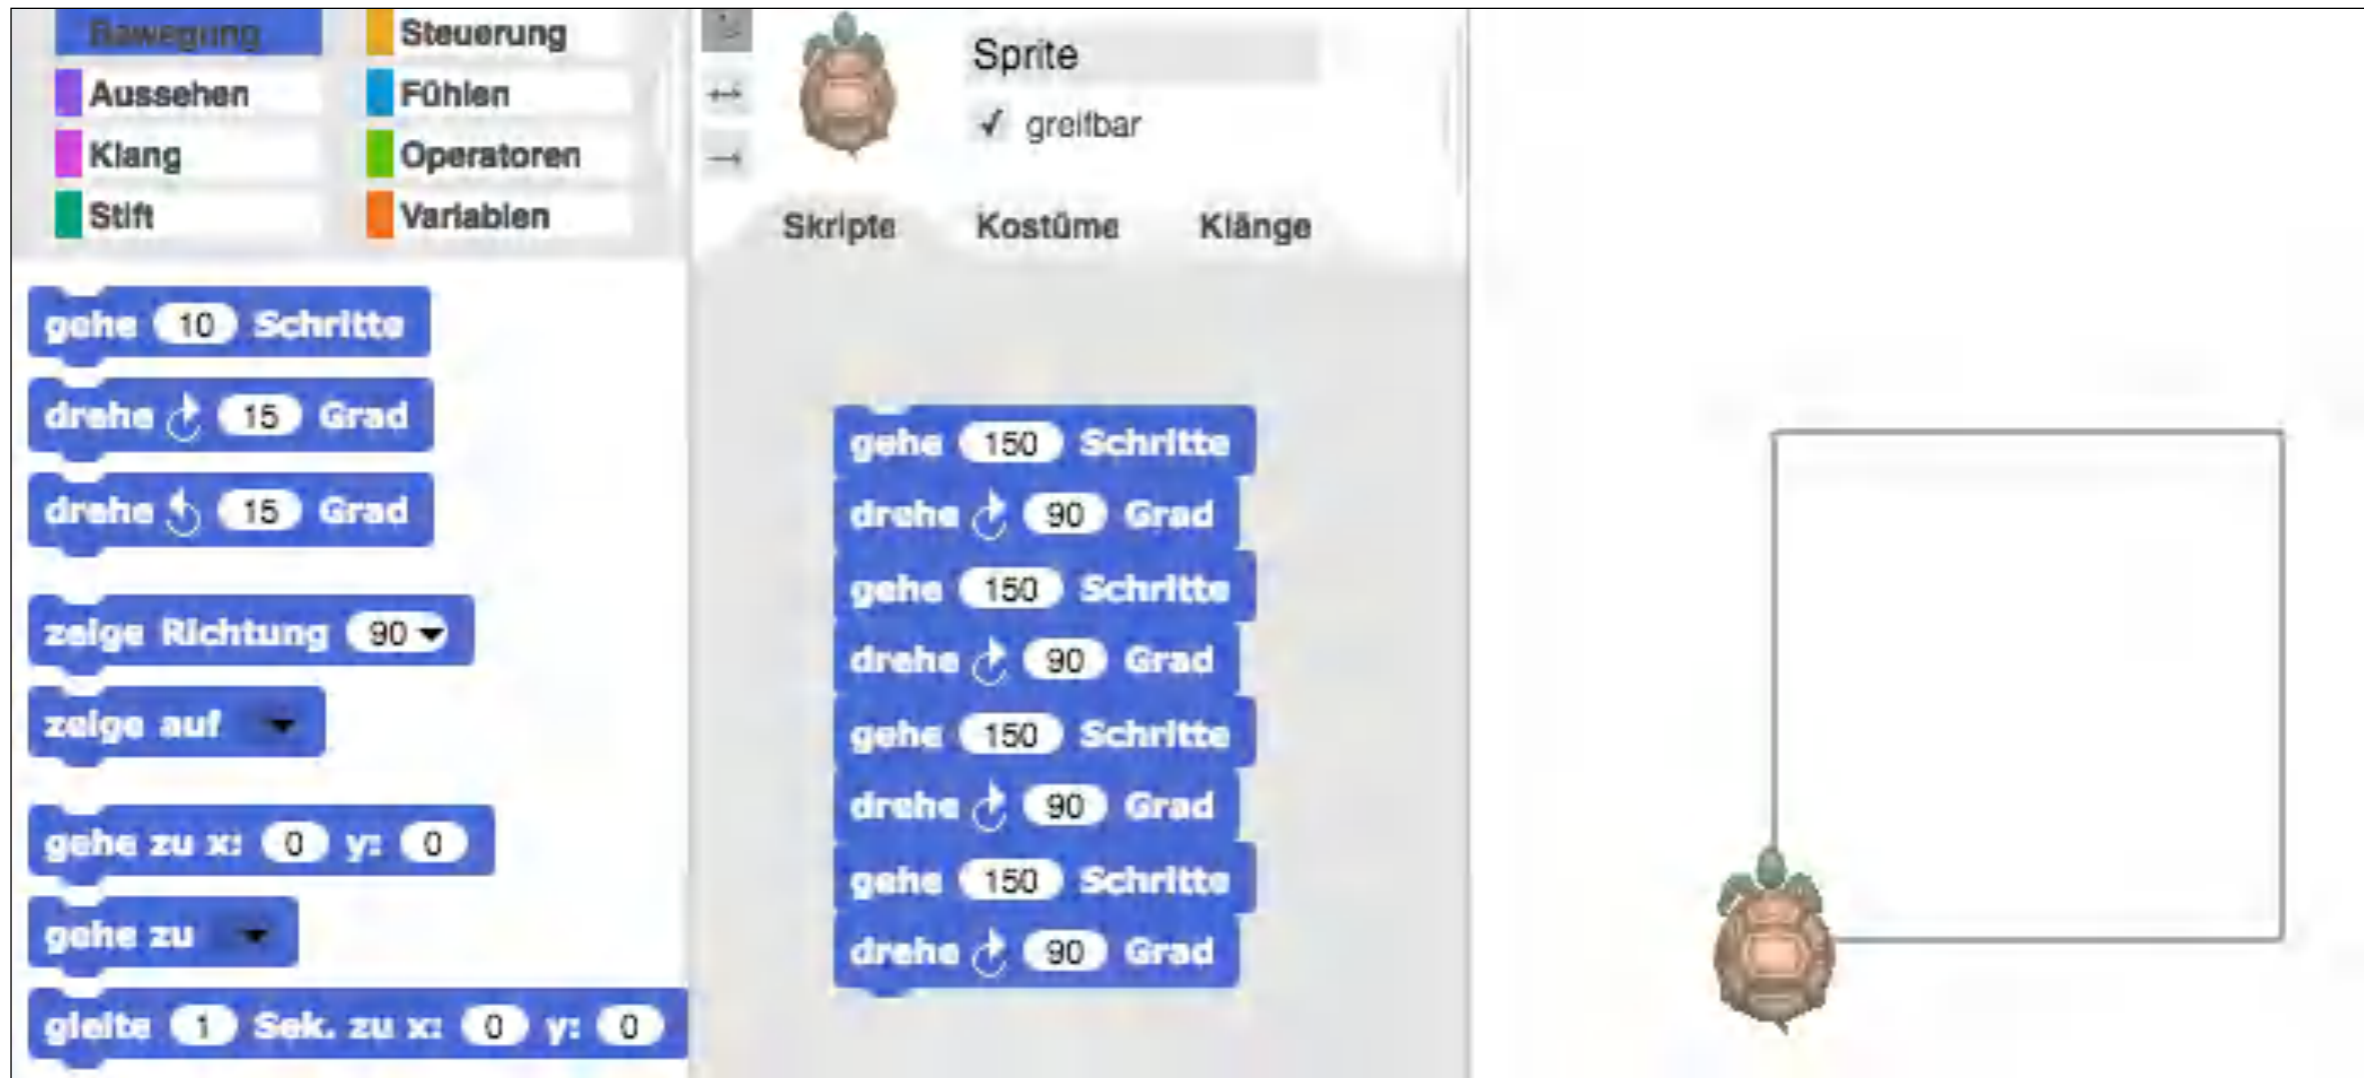 Bewegung
Steuerung
Aussehen
Fühlen
Klang
Operatoren
Stift
Variablen
gehe 10 Schritte
drehe 15 Grad
drehe 15 Grad
zeige Richtung 90
zeige auf
gehe zu x: 0 y: 0
gehe zu
gleite 1 Sek. zu x: 0 y: 0
Sprite
greifbar
Skripte Kostüme Klänge
gehe 150 Schritte
drehe 90 Grad
gehe 150 Schritte
drehe 90 Grad
gehe 150 Schritte
drehe 90 Grad
gehe 150 Schritte
drehe 90 Grad